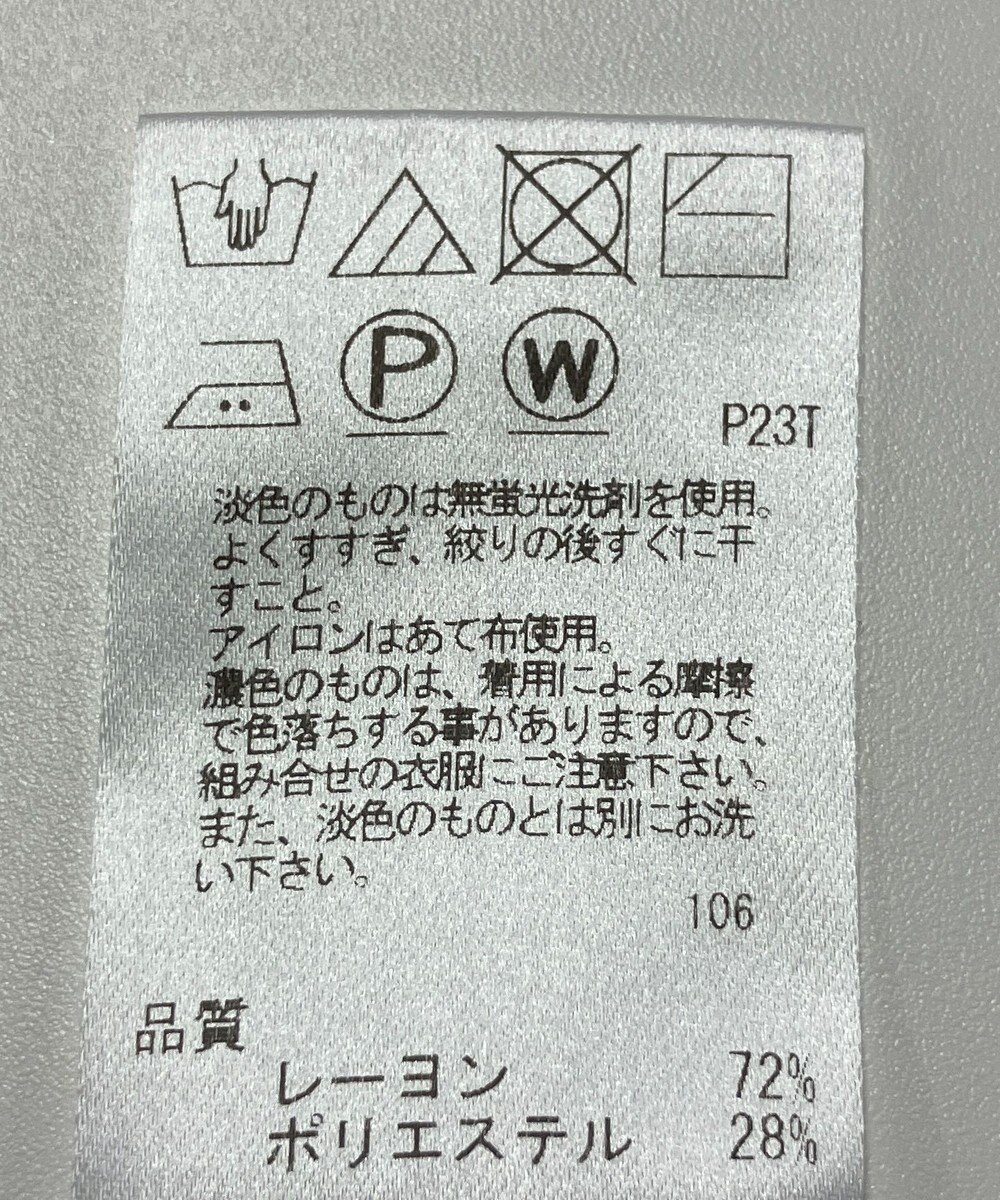 P W
P23T
淡色のものは無蛍光洗剤を使用。
よくすすぎ、絞りの後すぐに干
すこと。
アイロンはあて布使用。
濃色のものは、着用による摩擦
で色落ちする事がありますので、
組み合せの衣服にご注意下さい。
また、淡色のものとは別にお洗
い下さい。
106
品質
レーヨン 72%
ポリエステル 28%